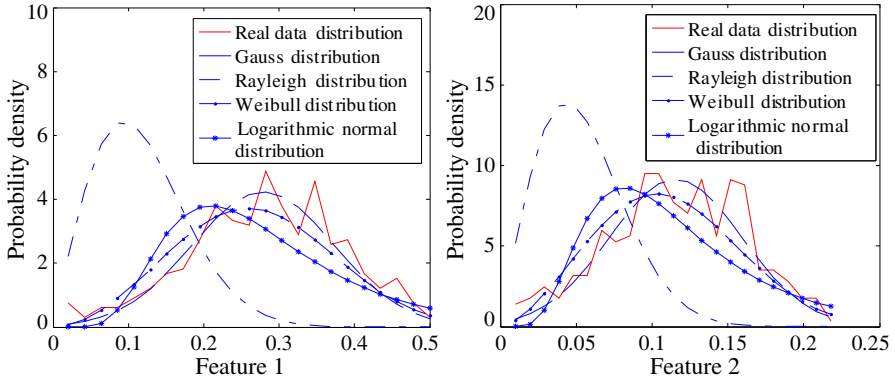 10
8
6
4
2
0
Probability density
Real data distribution
Gauss distribution
Rayleigh distribution
Weibull distribution
Logarithmic normal
distribution
0.1
0.2
0.3
0.4
0.5
Feature 1
20
15
10
5
0
Probability density
Real data distribution
Gauss distribution
Rayleigh distribution
Weibull distribution
Logarithmic normal
distribution
0.05
0.1
0.15
0.2
0.25
Feature 2